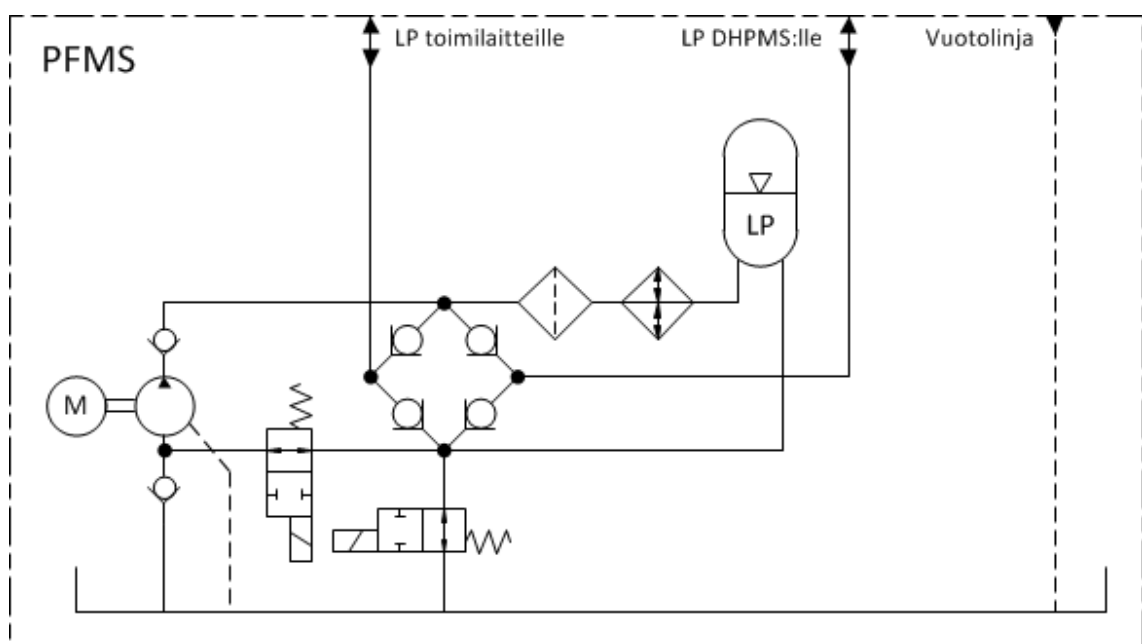 PFMS
LP toimilaitteille
LP DHPMS:lle
Vuotolinja
LP
M